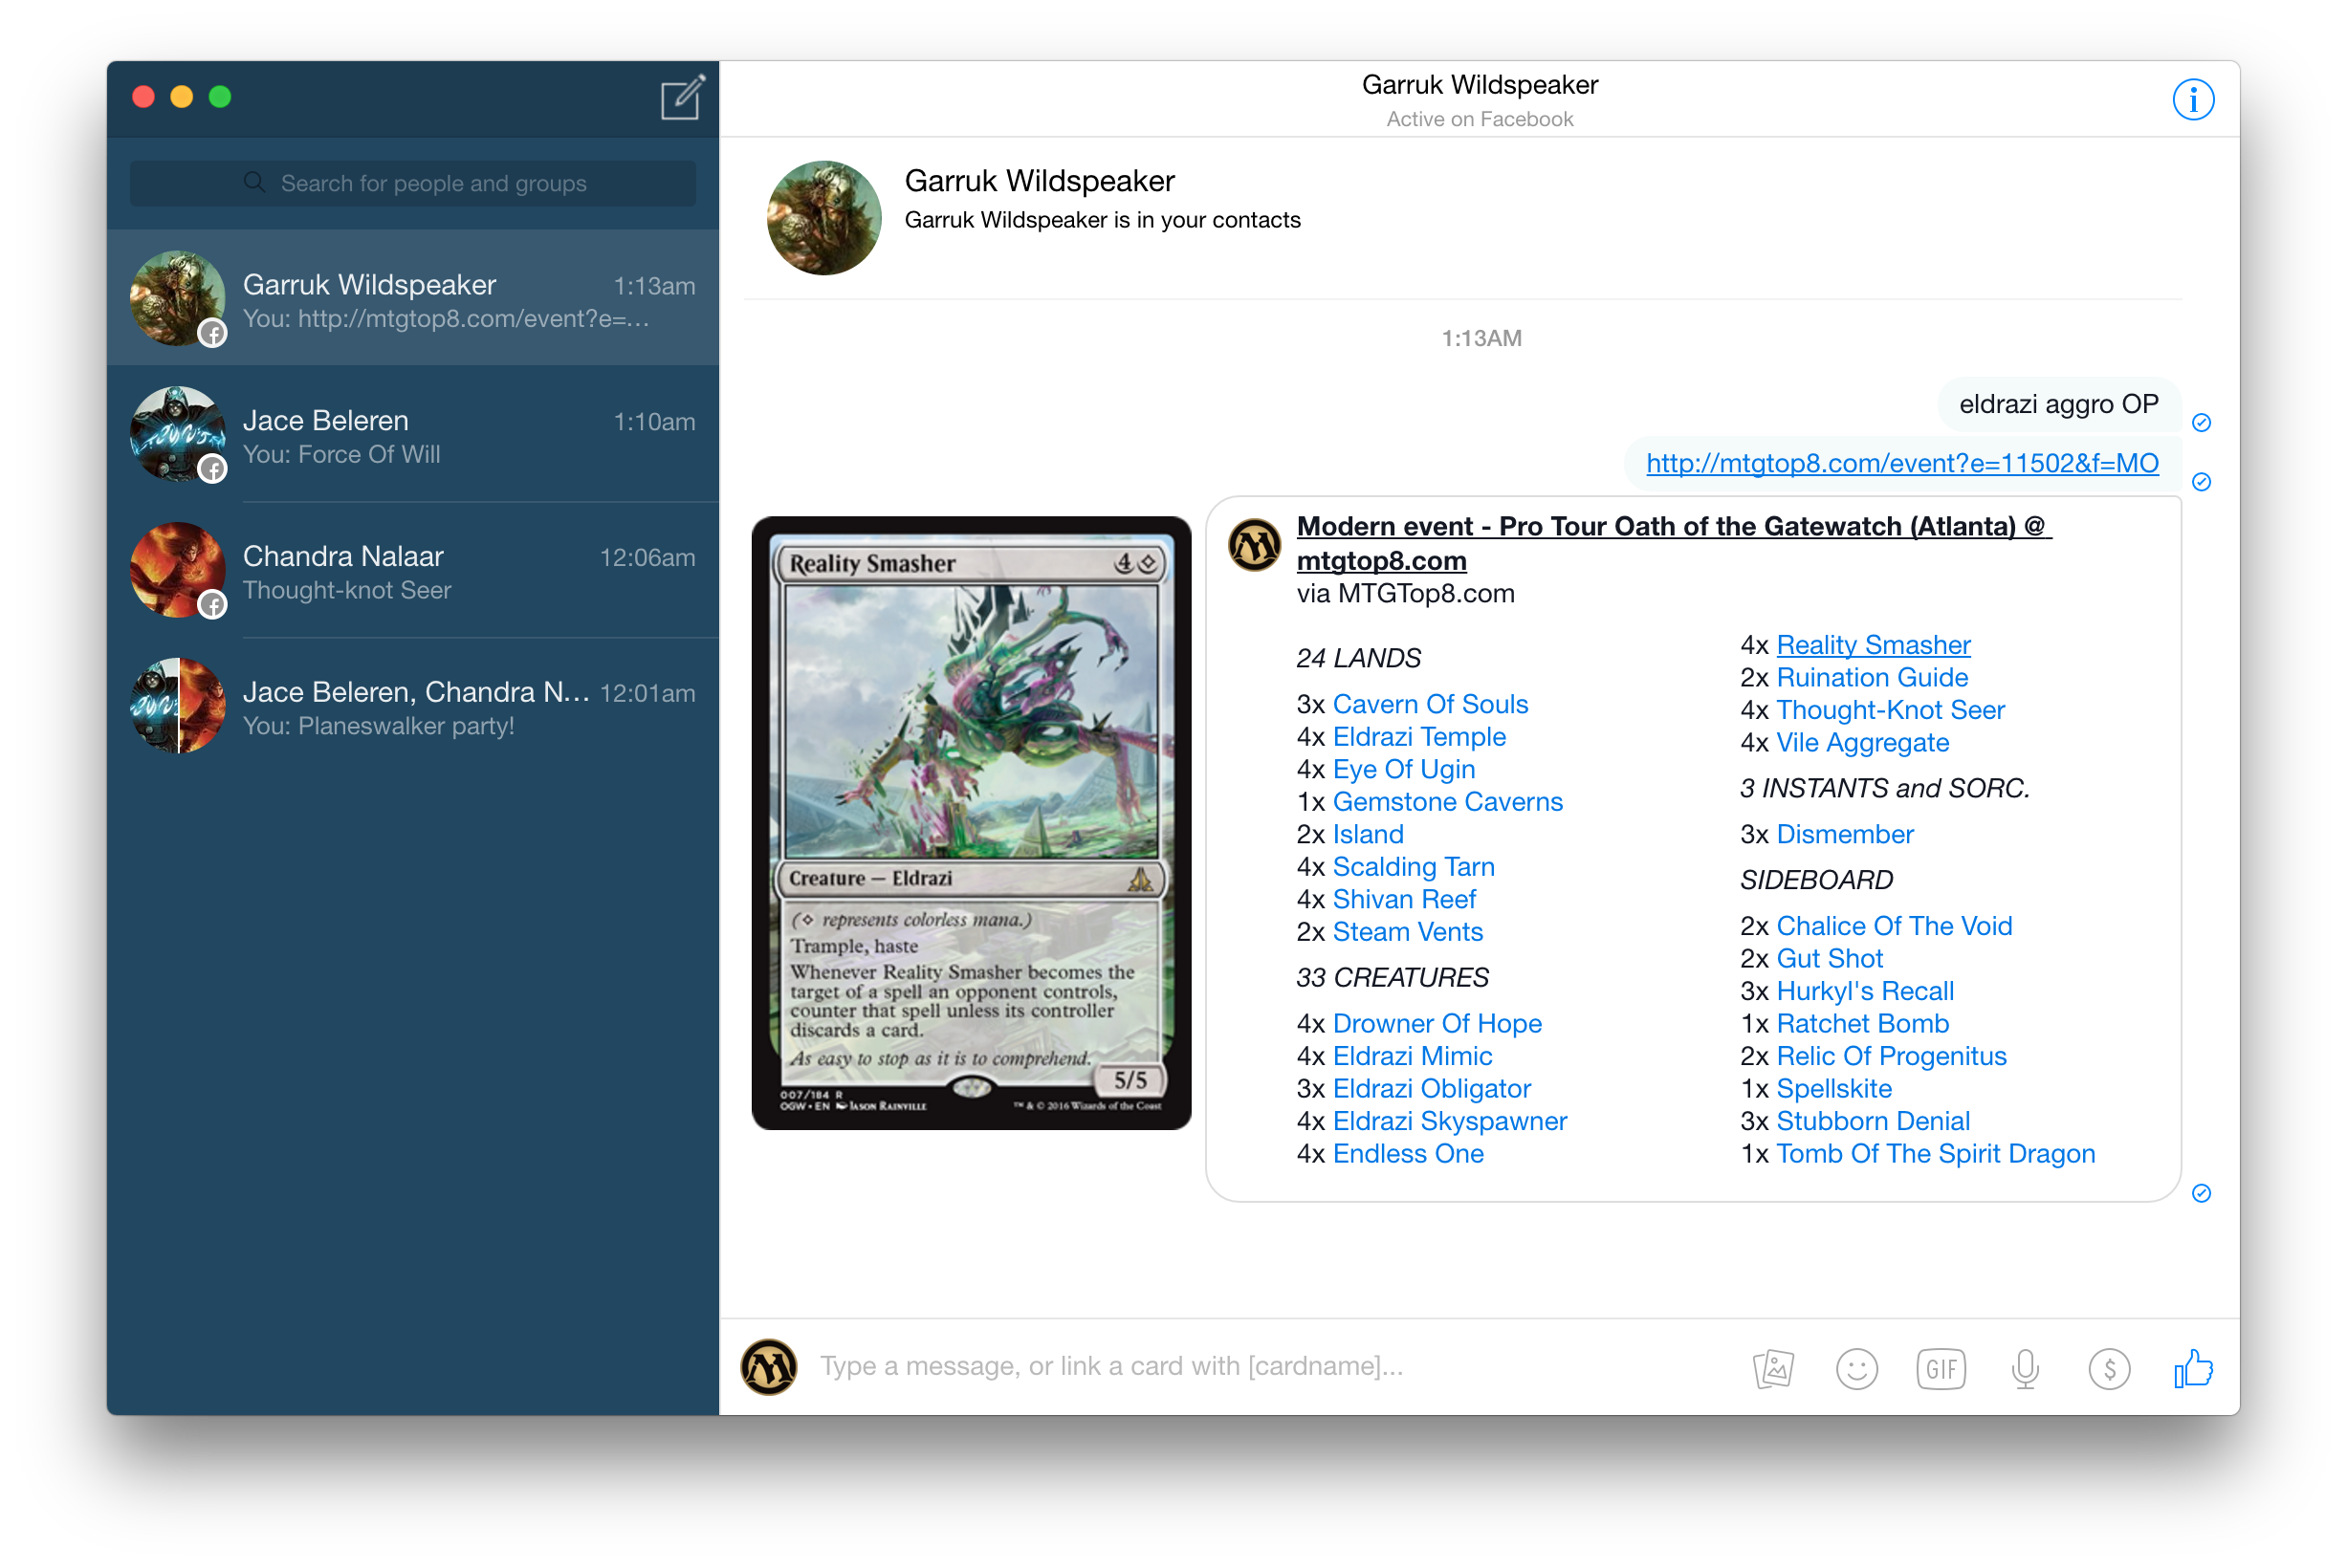 Search for people and groups
Garruk Wildspeaker 1:13am
You: http://mtgtop8.com/event?e=...
Jace Beleren 1:10am
You: Force Of Will
Chandra Nalaar 12:06am
Thought-knot Seer
Jace Beleren, Chandra N... 12:01am
You: Planeswalker party!
Garruk Wildspeaker
Active on Facebook
Garruk Wildspeaker
Garruk Wildspeaker is in your contacts
1:13AM
eldrazi aggro OP
http://mtgtop8.com/event?e=11502&f=MO
Reality Smasher 4
Creature — Eldrazi
(◇ represents colorless mana.)
Trample, haste
Whenever Reality Smasher becomes the
target of a spell an opponent controls,
counter that spell unless its controller
discards a card.
As easy to stop as it is to comprehend.
5/5
007/184 R
OGW • EN Jason Rainville
™ & © 2016 Wizards of the Coast
Modern event - Pro Tour Oath of the Gatewatch (Atlanta) @
mtgtop8.com
via MTGTop8.com
24 LANDS
3x Cavern Of Souls
4x Eldrazi Temple
4x Eye Of Ugin
1x Gemstone Caverns
2x Island
4x Scalding Tarn
4x Shivan Reef
2x Steam Vents
33 CREATURES
4x Drowner Of Hope
4x Eldrazi Mimic
3x Eldrazi Obligator
4x Eldrazi Skyspawner
4x Endless One
4x Reality Smasher
2x Ruination Guide
4x Thought-Knot Seer
4x Vile Aggregate
3 INSTANTS and SORC.
3x Dismember
SIDEBOARD
2x Chalice Of The Void
2x Gut Shot
3x Hurkyl's Recall
1x Ratchet Bomb
2x Relic Of Progenitus
1x Spellskite
3x Stubborn Denial
1x Tomb Of The Spirit Dragon
Type a message, or link a card with [cardname]...
GIF
$